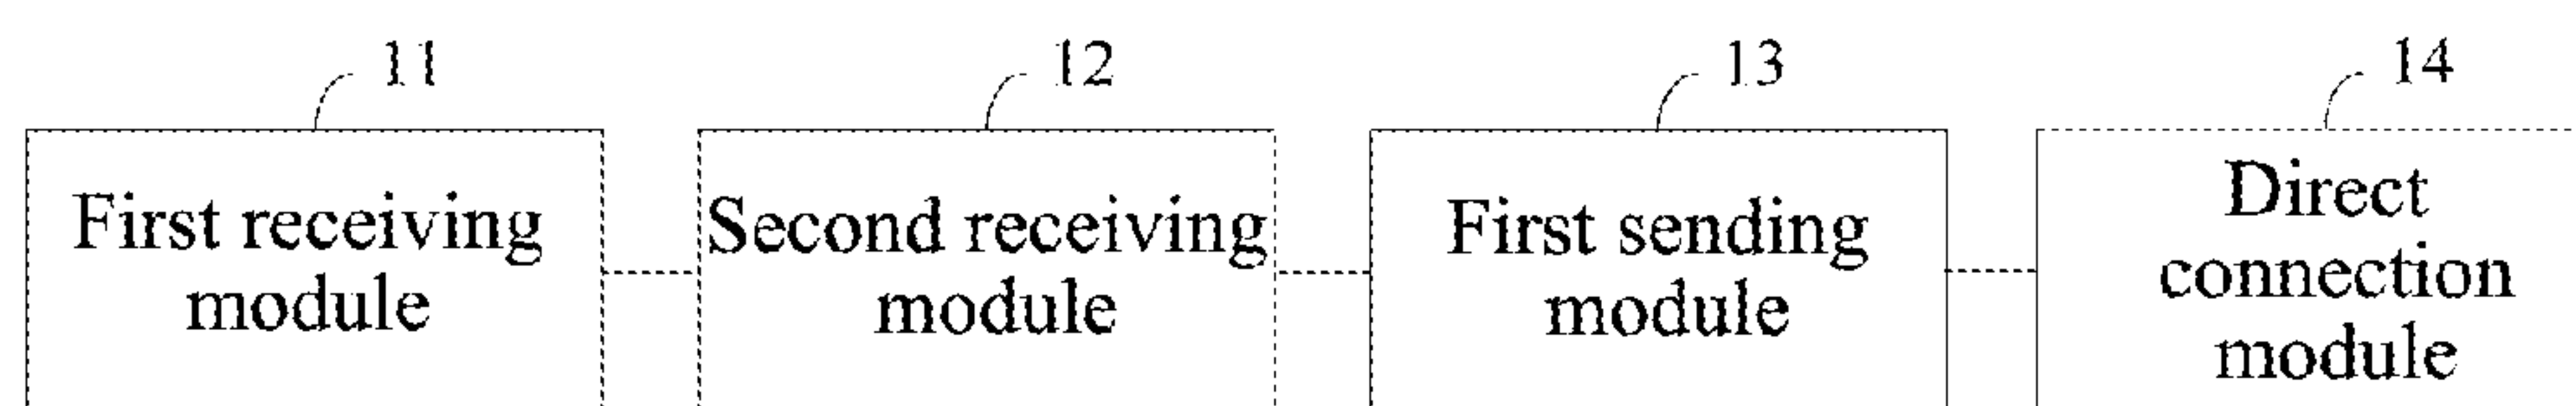 11
12
13
14
First receiving
module
Second receiving
module
First sending
module
Direct
connection
module